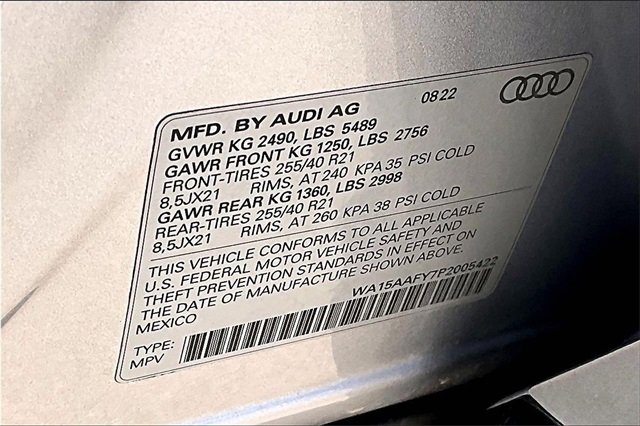 MFD. BY AUDI AG 0822
GVWR KG 2490, LBS 5489
GAWR FRONT KG 1250, LBS 2756
FRONT-TIRES 255/40 R21
8,5JX21 RIMS, AT 240 KPA 35 PSI COLD
GAWR REAR KG 1360, LBS 2998
REAR-TIRES 255/40 R21
8,5JX21 RIMS, AT 260 KPA 38 PSI COLD
THIS VEHICLE CONFORMS TO ALL APPLICABLE
U.S. FEDERAL MOTOR VEHICLE SAFETY AND
THEFT PREVENTION STANDARDS IN EFFECT ON
THE DATE OF MANUFACTURE SHOWN ABOVE.
MEXICO
WA15AAFY7P2005422
TYPE:
MPV